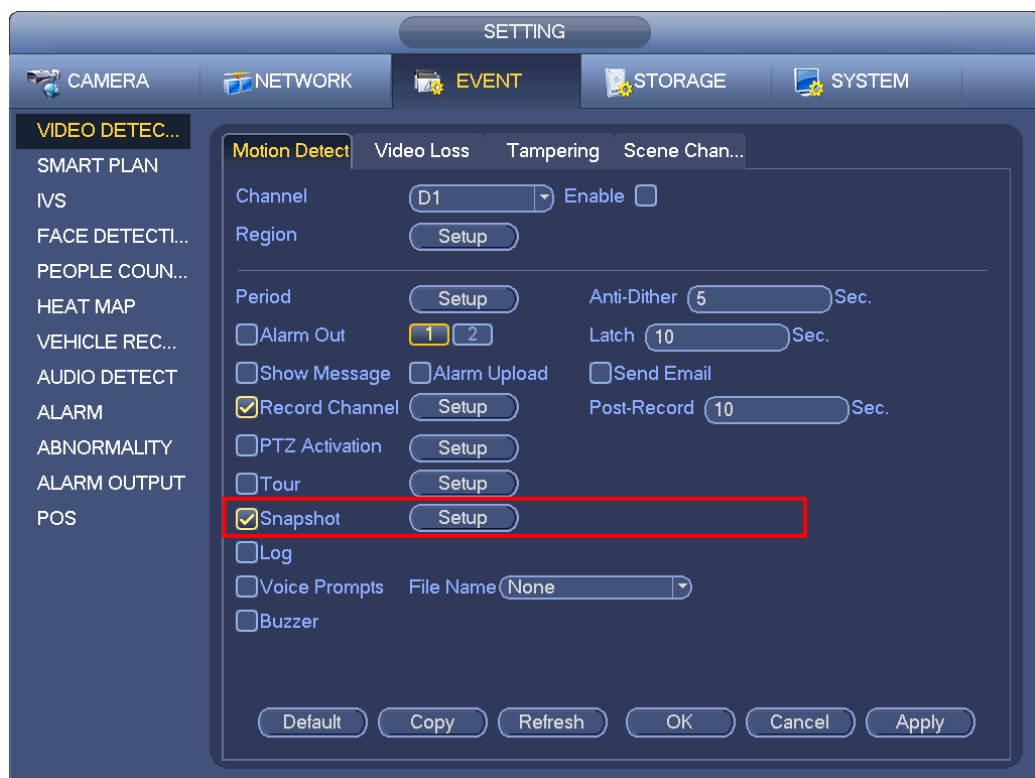 SETTING
CAMERA NETWORK EVENT STORAGE SYSTEM
VIDEO DETEC...
SMART PLAN
IVS
FACE DETECTI...
PEOPLE COUN...
HEAT MAP
VEHICLE REC...
AUDIO DETECT
ALARM
ABNORMALITY
ALARM OUTPUT
POS
Motion Detect Video Loss Tampering Scene Chan...
Channel D1 Enable
Region Setup
Period Setup Anti-Dither 5 Sec.
Alarm Out 1 2 Latch 10 Sec.
Show Message Alarm Upload Send Email
Record Channel Setup Post-Record 10 Sec.
PTZ Activation Setup
Tour Setup
Snapshot Setup
Log
Voice Prompts File Name None
Buzzer
Default Copy Refresh OK Cancel Apply